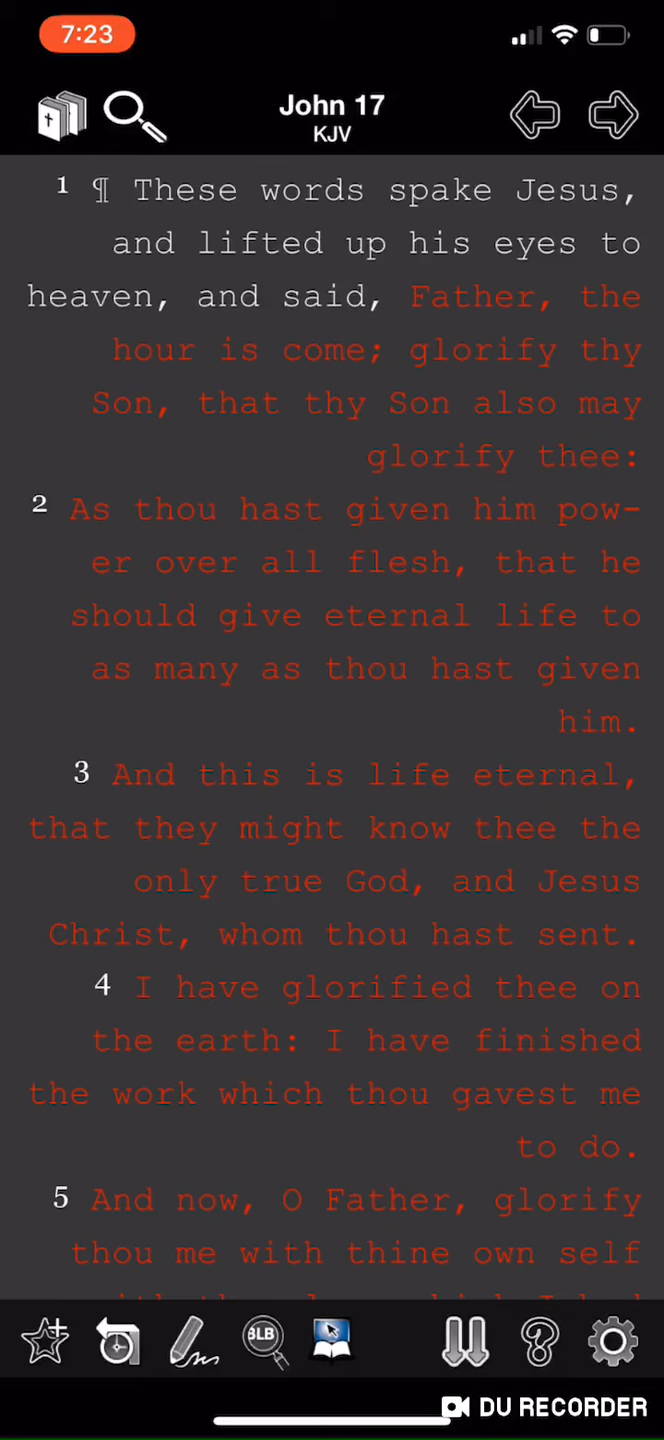 7:23
John 17
KJV
1 ¶ These words spake Jesus,
and lifted up his eyes to
heaven, and said, Father, the
hour is come; glorify thy
Son, that thy Son also may
glorify thee:
2 As thou hast given him pow-
er over all flesh, that he
should give eternal life to
as many as thou hast given
him.
3 And this is life eternal,
that they might know thee the
only true God, and Jesus
Christ, whom thou hast sent.
4 I have glorified thee on
the earth: I have finished
the work which thou gavest me
to do.
5 And now, O Father, glorify
thou me with thine own self
BLB
DU RECORDER